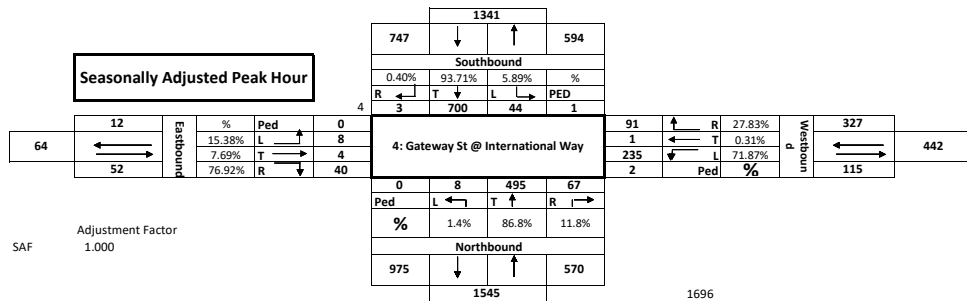 1341
747 594
Southbound
Seasonally Adjusted Peak Hour
0.40% 93.71% 5.89% %
R T L PED
4 3 700 44 1
12 Eastbound % Ped 0 91 R 27.83% Westboun d 327
64 15.38% L 8 4: Gateway St @ International Way 1 T 0.31% 442
7.69% T 4 235 L 71.87%
52 76.92% R 40 2 Ped % 115
0 8 495 67
Ped L T R
% 1.4% 86.8% 11.8%
Adjustment Factor
SAF 1.000
Northbound
975 570
1545 1696